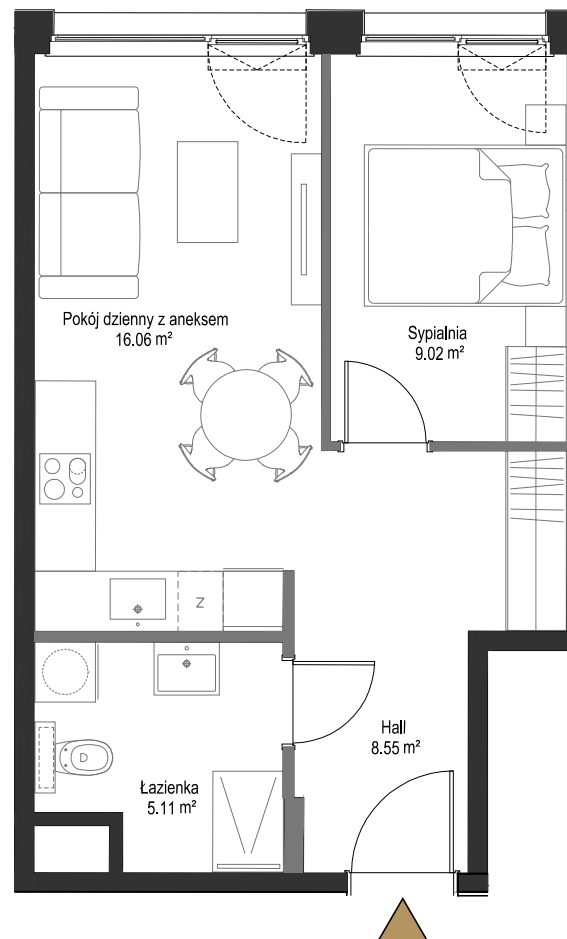 Pokój dzienny z aneksem
16.06 m²
Sypialnia
9.02 m²
Z
Hall
8.55 m²
Łazienka
5.11 m²